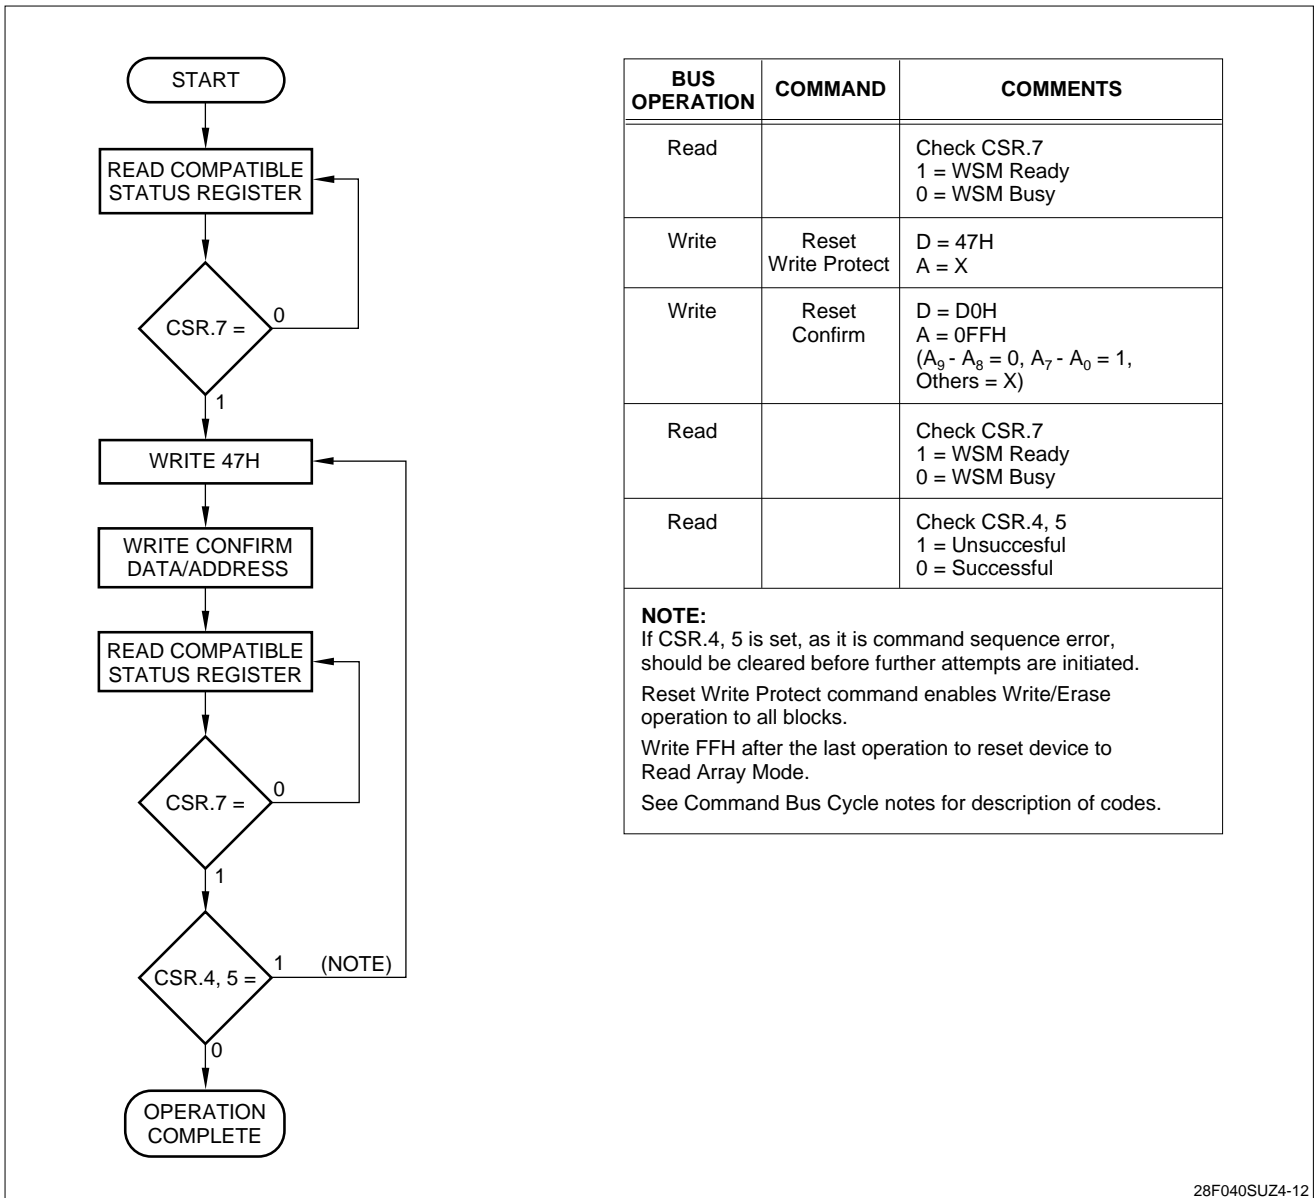 START
READ COMPATIBLE
STATUS REGISTER
CSR.7 =
0
1
WRITE 47H
WRITE CONFIRM
DATA/ADDRESS
READ COMPATIBLE
STATUS REGISTER
CSR.7 =
0
1
CSR.4, 5 =
1 (NOTE)
0
OPERATION
COMPLETE
BUS
OPERATION
COMMAND
COMMENTS
Read
Check CSR.7
1 = WSM Ready
0 = WSM Busy
Write
Reset
Write Protect
D = 47H
A = X
Write
Reset
Confirm
D = D0H
A = 0FFH
(A9 - A8 = 0, A7 - A0 = 1,
Others = X)
Read
Check CSR.7
1 = WSM Ready
0 = WSM Busy
Read
Check CSR.4, 5
1 = Unsuccesful
0 = Successful
NOTE:
If CSR.4, 5 is set, as it is command sequence error,
should be cleared before further attempts are initiated.
Reset Write Protect command enables Write/Erase
operation to all blocks.
Write FFH after the last operation to reset device to
Read Array Mode.
See Command Bus Cycle notes for description of codes.
28F040SUZ4-12